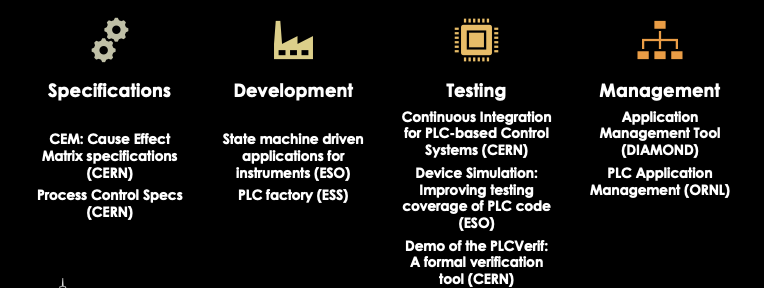 Specifications
CEM: Cause Effect
Matrix specifications
(CERN)
Process Control Specs
(CERN)
Development
State machine driven
applications for
instruments (ESO)
PLC factory (ESS)
Testing
Continuous Integration
for PLC-based Control
Systems (CERN)
Device Simulation:
Improving testing
coverage of PLC code
(ESO)
Demo of the PLCVerif:
A formal verification
tool (CERN)
Management
Application
Management Tool
(DIAMOND)
PLC Application
Management (ORNL)